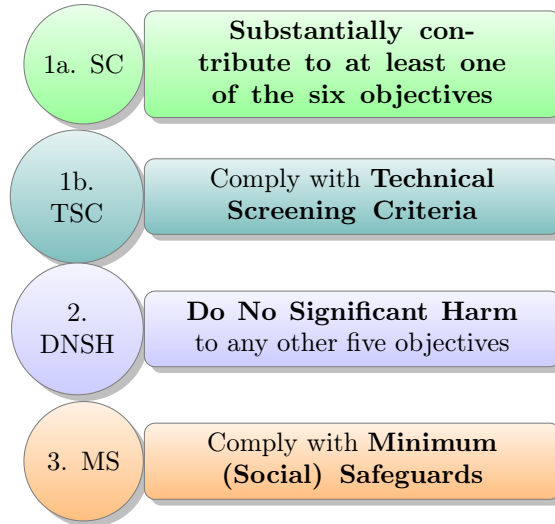 1a. SC
Substantially con-
tribute to at least one
of the six objectives
1b.
TSC
Comply with Technical
Screening Criteria
2.
DNSH
Do No Significant Harm
to any other five objectives
3. MS
Comply with Minimum
(Social) Safeguards